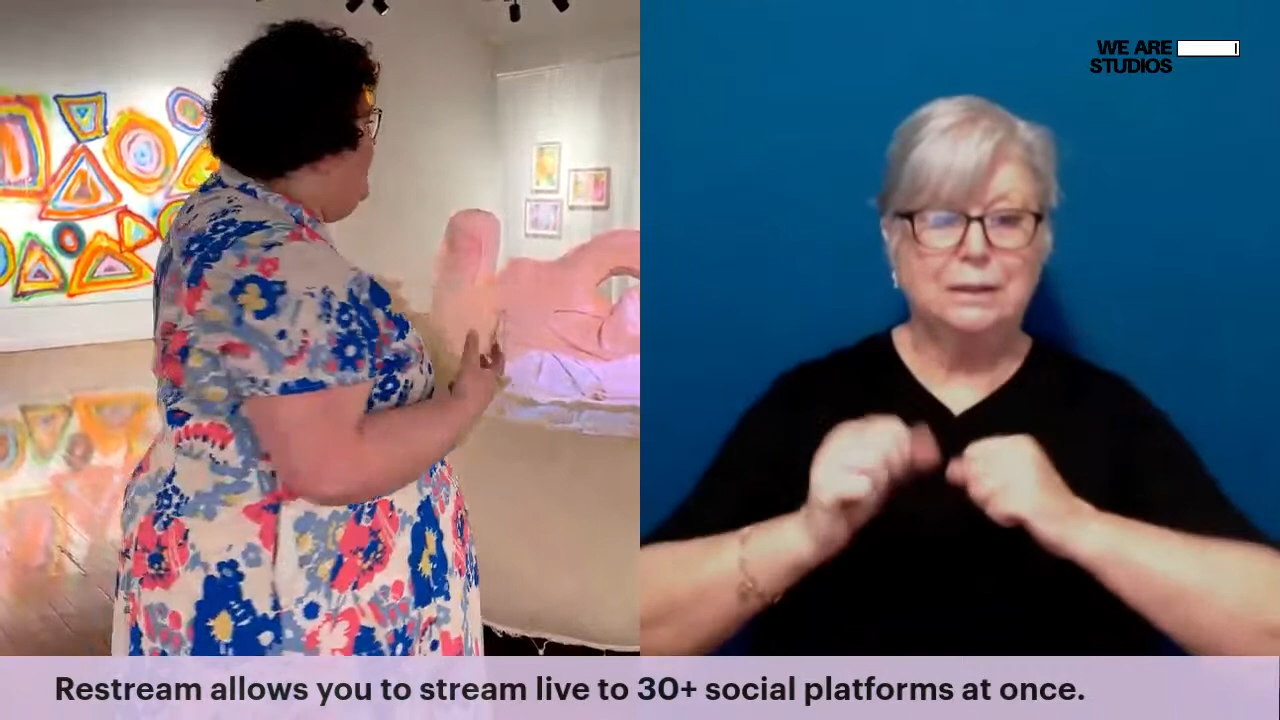 WE ARE
STUDIOS
Restream allows you to stream live to 30+ social platforms at once.